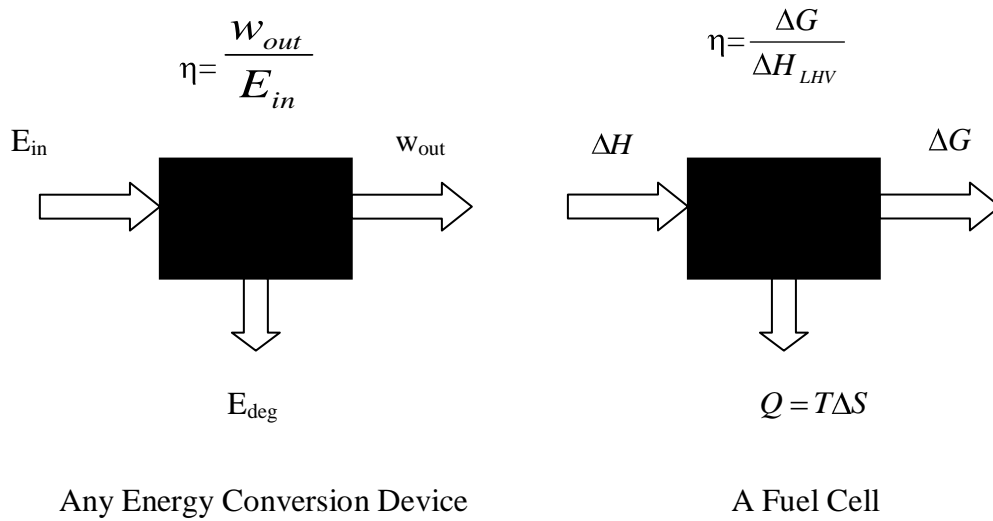 η= w_out / E_in
η= ΔG / ΔH_LHV
E_in
w_out
ΔH
ΔG
E_deg
Q = TΔS
Any Energy Conversion Device
A Fuel Cell